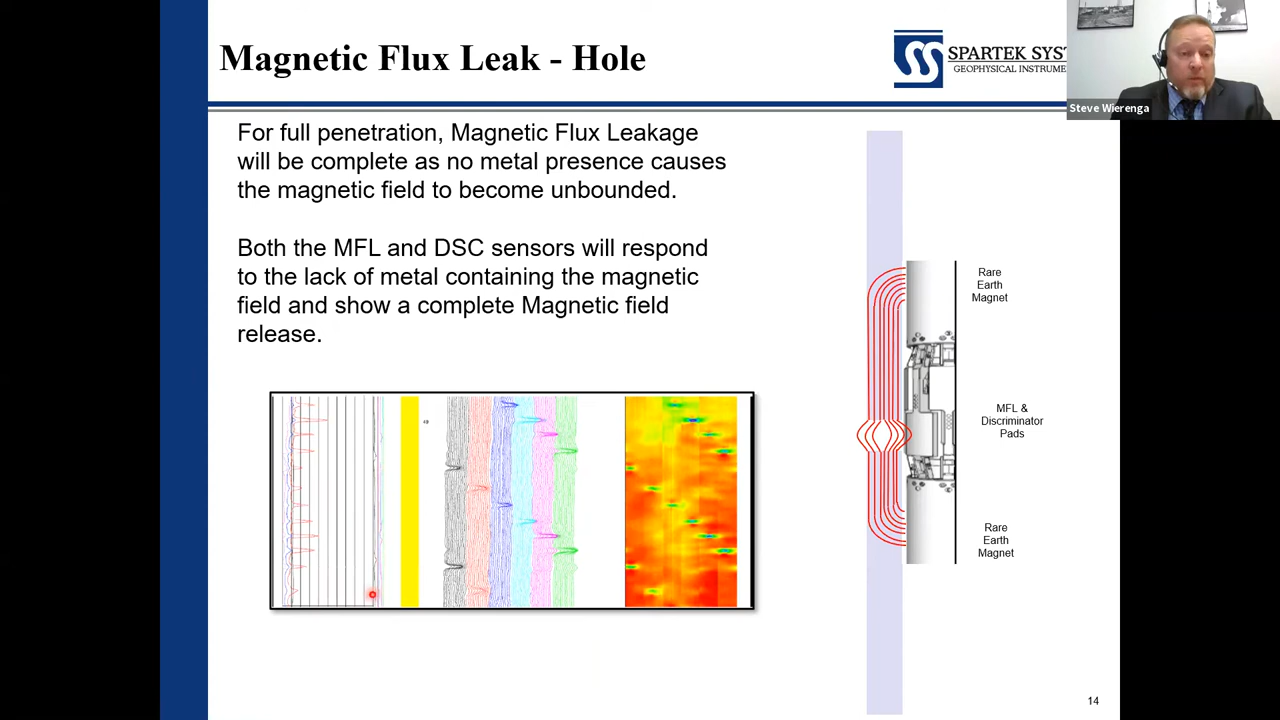 Magnetic Flux Leak - Hole
SPARTEK SYST
GEOPHYSICAL INSTRUME
Steve Wierenga
For full penetration, Magnetic Flux Leakage
will be complete as no metal presence causes
the magnetic field to become unbounded.
Both the MFL and DSC sensors will respond
to the lack of metal containing the magnetic
field and show a complete Magnetic field
release.
Rare
Earth
Magnet
MFL &
Discriminator
Pads
Rare
Earth
Magnet
14